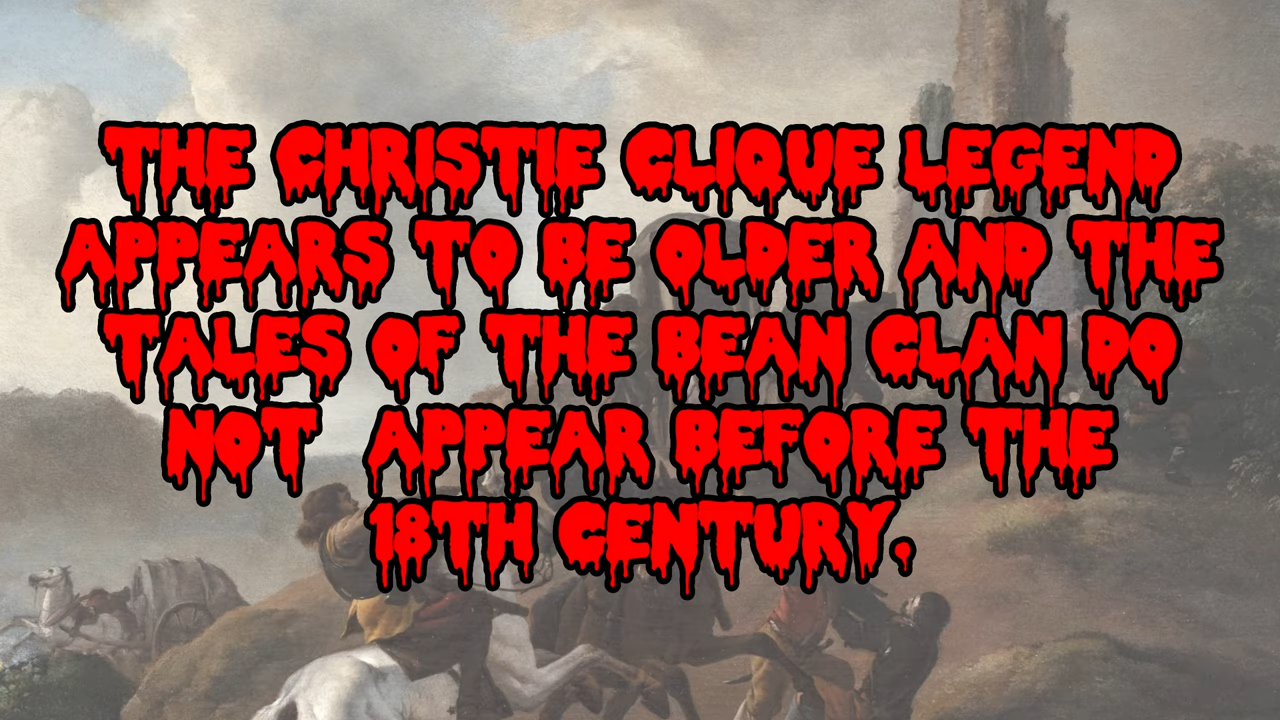 THE CHRISTIE CLIQUE LEGEND
APPEARS TO BE OLDER AND THE
TALES OF THE BEAN CLAN DO
NOT  APPEAR BEFORE THE
18TH CENTURY.